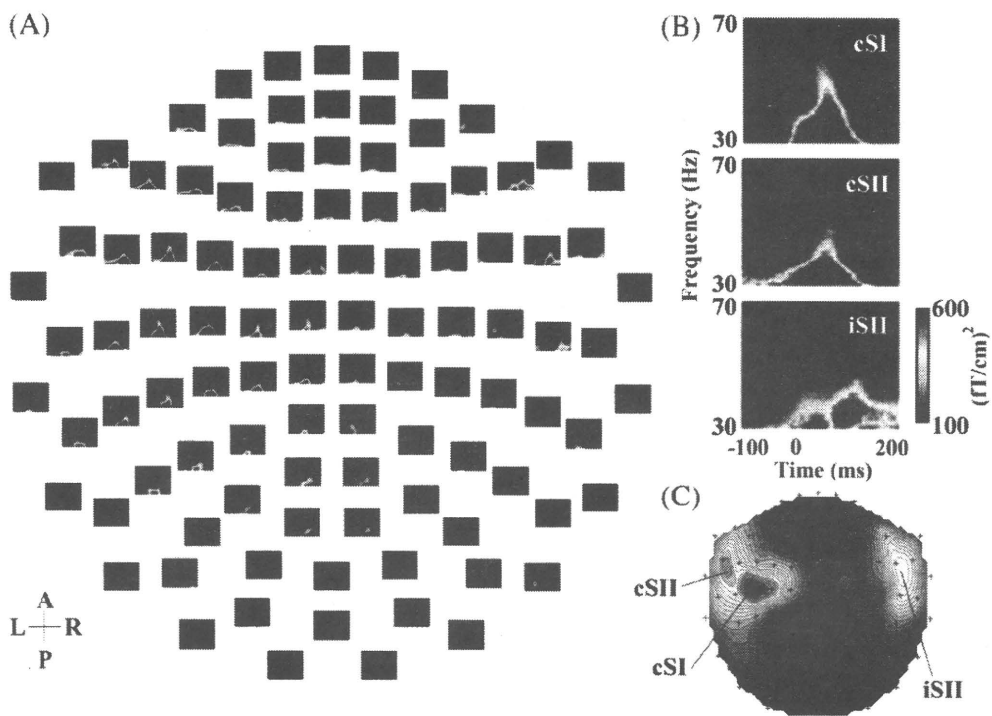 (A)
A
L R
P
(B)
70
cSI
30
70
cSII
30
70
iSII
30
Frequency (Hz)
-100 0 200
Time (ms)
600
100
(fT/cm)²
(C)
cSII
cSI
iSII